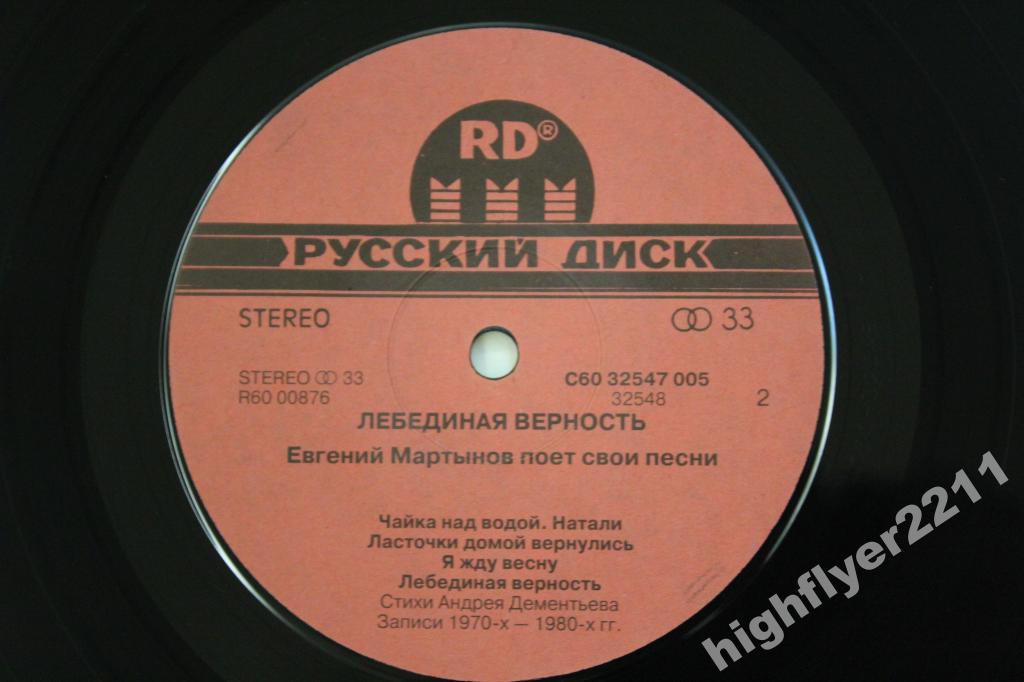 RD®
РУССКИЙ ДИСК
STEREO 33
STEREO 33 С60 32547 005
R60 00876 32548 2
ЛЕБЕДИНАЯ ВЕРНОСТЬ
Евгений Мартынов поет свои песни
Чайка над водой. Натали
Ласточки домой вернулись
Я жду весну
Лебединая верность
Стихи Андрея Дементьева
Записи 1970-х — 1980-х гг.
highflyer2211